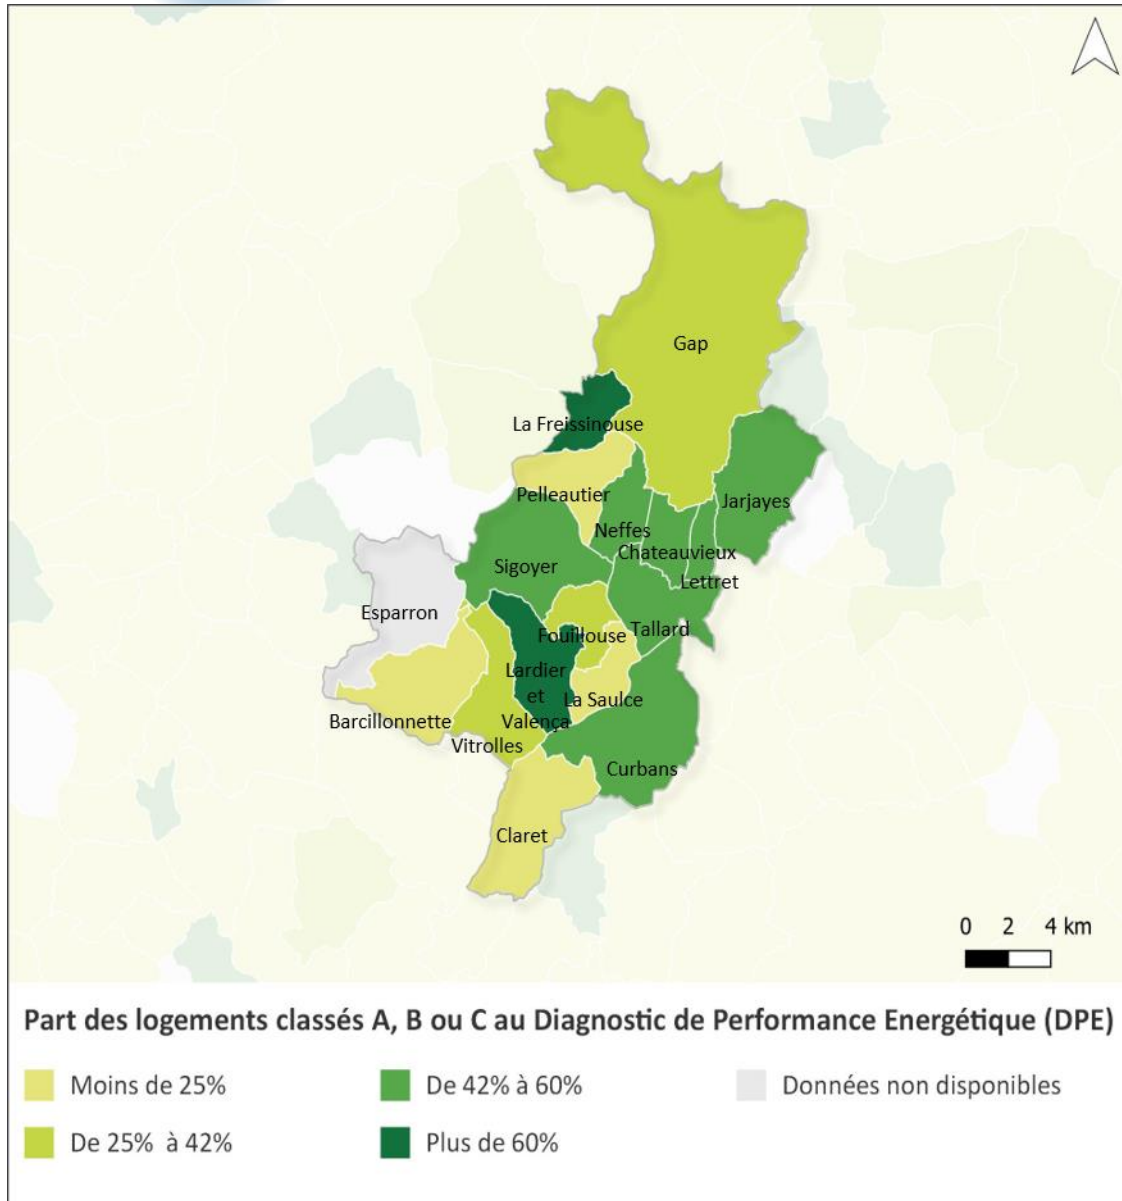 Gap
La Freissinouse
Pelleautier
Jarjayes
Neffes
Chateauvieux
Sigoyer
Lettret
Esparron
Tallard
Fouillouse
Lardier
et
Valença
La Saulce
Barcillonnette
Vitrolles
Curbans
Claret
0 2 4 km
Part des logements classés A, B ou C au Diagnostic de Performance Energétique (DPE)
Moins de 25% De 42% à 60% Données non disponibles
De 25% à 42% Plus de 60%